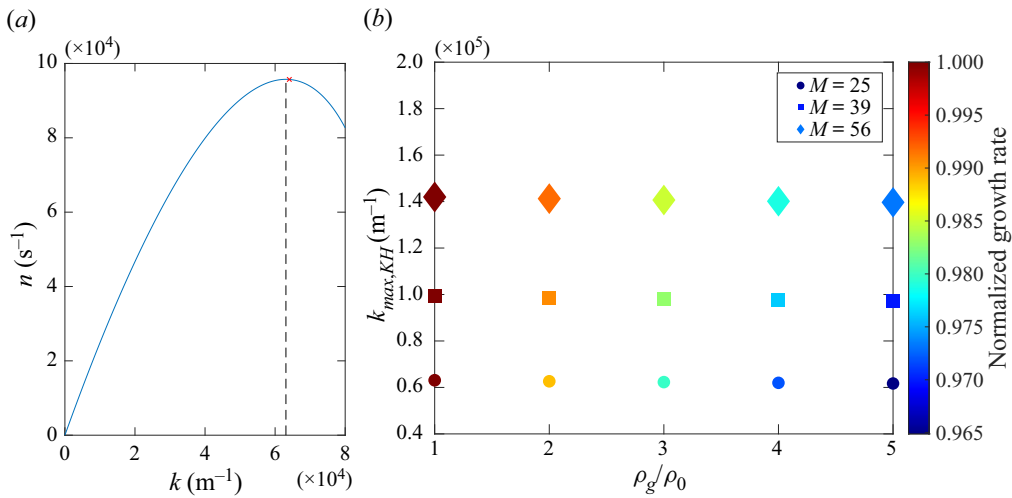 (a)
(×10⁴)
10
8
6
4
2
0
n (s⁻¹)
0 2 4 6 8
k (m⁻¹)
(×10⁴)
(b)
(×10⁵)
2.0
1.8
1.6
1.4
1.2
1.0
0.8
0.6
0.4
k_{max,KH} (m⁻¹)
1 2 3 4 5
ρ_g/ρ_0
M = 25
M = 39
M = 56
1.000
0.995
0.990
0.985
0.980
0.975
0.970
0.965
Normalized growth rate